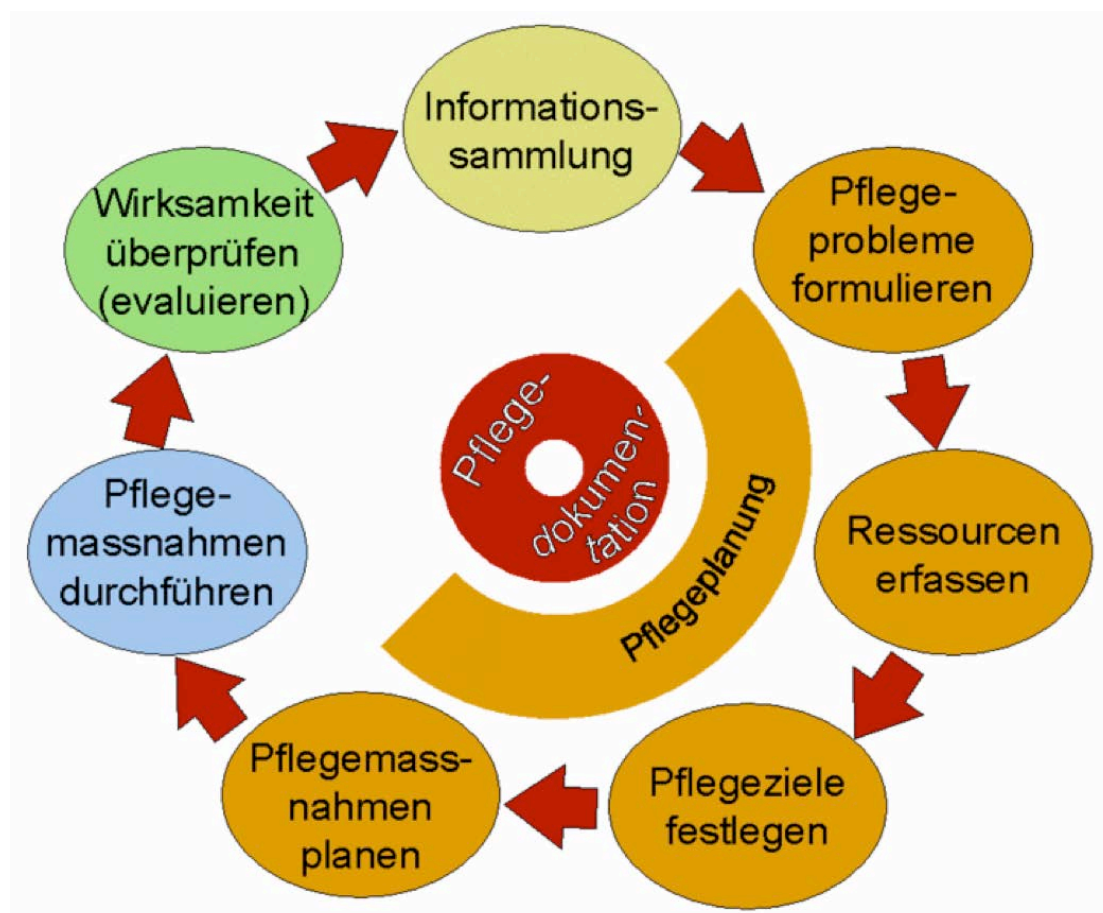 Informations-
sammlung
Pflege-
probleme
formulieren
Ressourcen
erfassen
Pflegeziele
festlegen
Pflegemass-
nahmen
planen
Pflege-
massnahmen
durchführen
Wirksamkeit
überprüfen
(evaluieren)
Pflege-
dokumen-
tation
Pflegeplanung